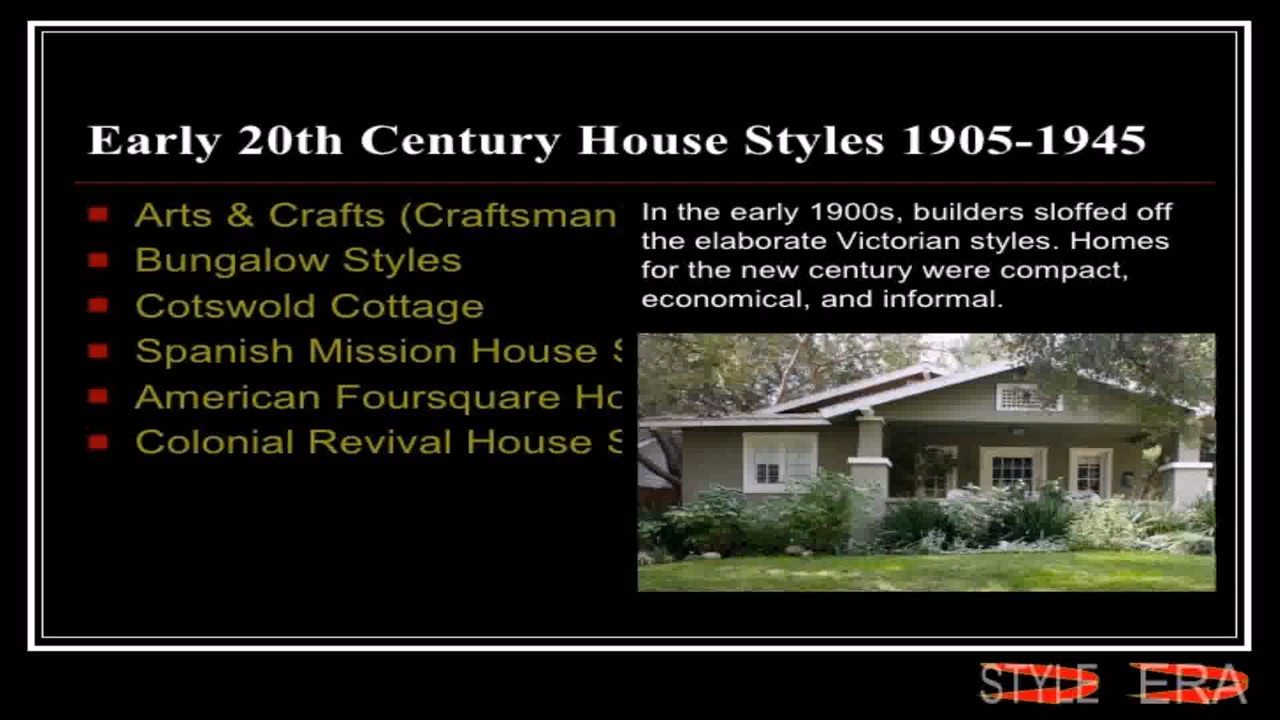 Early 20th Century House Styles 1905-1945
Arts & Crafts (Craftsman)
Bungalow Styles
Cotswold Cottage
Spanish Mission House
American Foursquare
Colonial Revival House
In the early 1900s, builders sloffed off
the elaborate Victorian styles. Homes
for the new century were compact,
economical, and informal.
STYLE ERA